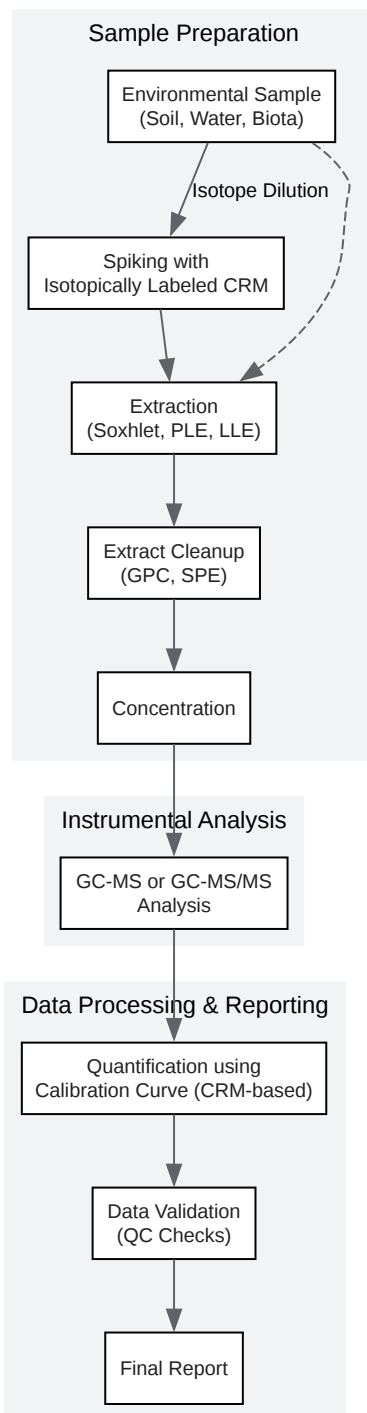 Sample Preparation
Environmental Sample
(Soil, Water, Biota)
Isotope Dilution
Spiking with
Isotopically Labeled CRM
Extraction
(Soxhlet, PLE, LLE)
Extract Cleanup
(GPC, SPE)
Concentration
Instrumental Analysis
GC-MS or GC-MS/MS
Analysis
Data Processing & Reporting
Quantification using
Calibration Curve (CRM-based)
Data Validation
(QC Checks)
Final Report